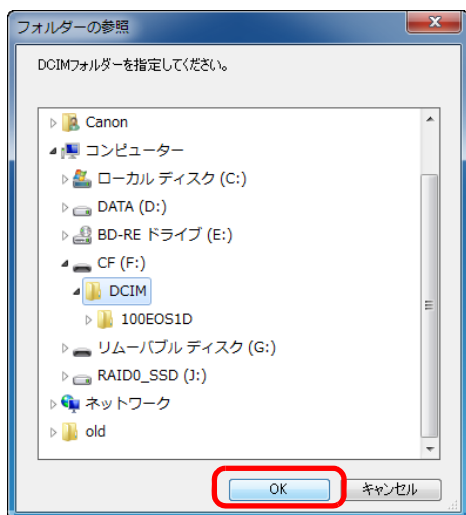 フォルダーの参照
DCIMフォルダーを指定してください。
Canon
コンピューター
ローカル ディスク (C:)
DATA (D:)
BD-RE ドライブ (E:)
CF (F:)
DCIM
100EOS1D
リムーバブル ディスク (G:)
RAID0_SSD (J:)
ネットワーク
old
OK
キャンセル